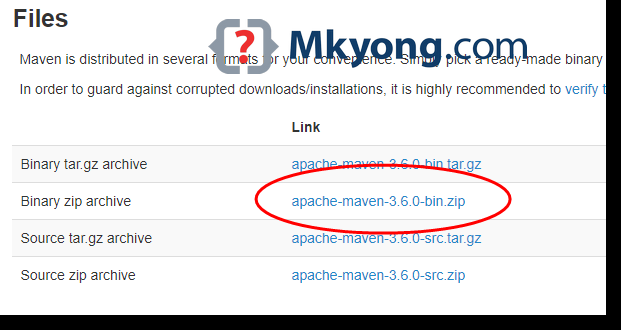 Files
Mkyong.com
Maven is distributed in several formats for your convenience. Simply pick a ready-made binary
In order to guard against corrupted downloads/installations, it is highly recommended to verify t
Link
Binary tar.gz archive apache-maven-3.6.0-bin.tar.gz
Binary zip archive apache-maven-3.6.0-bin.zip
Source tar.gz archive apache-maven-3.6.0-src.tar.gz
Source zip archive apache-maven-3.6.0-src.zip